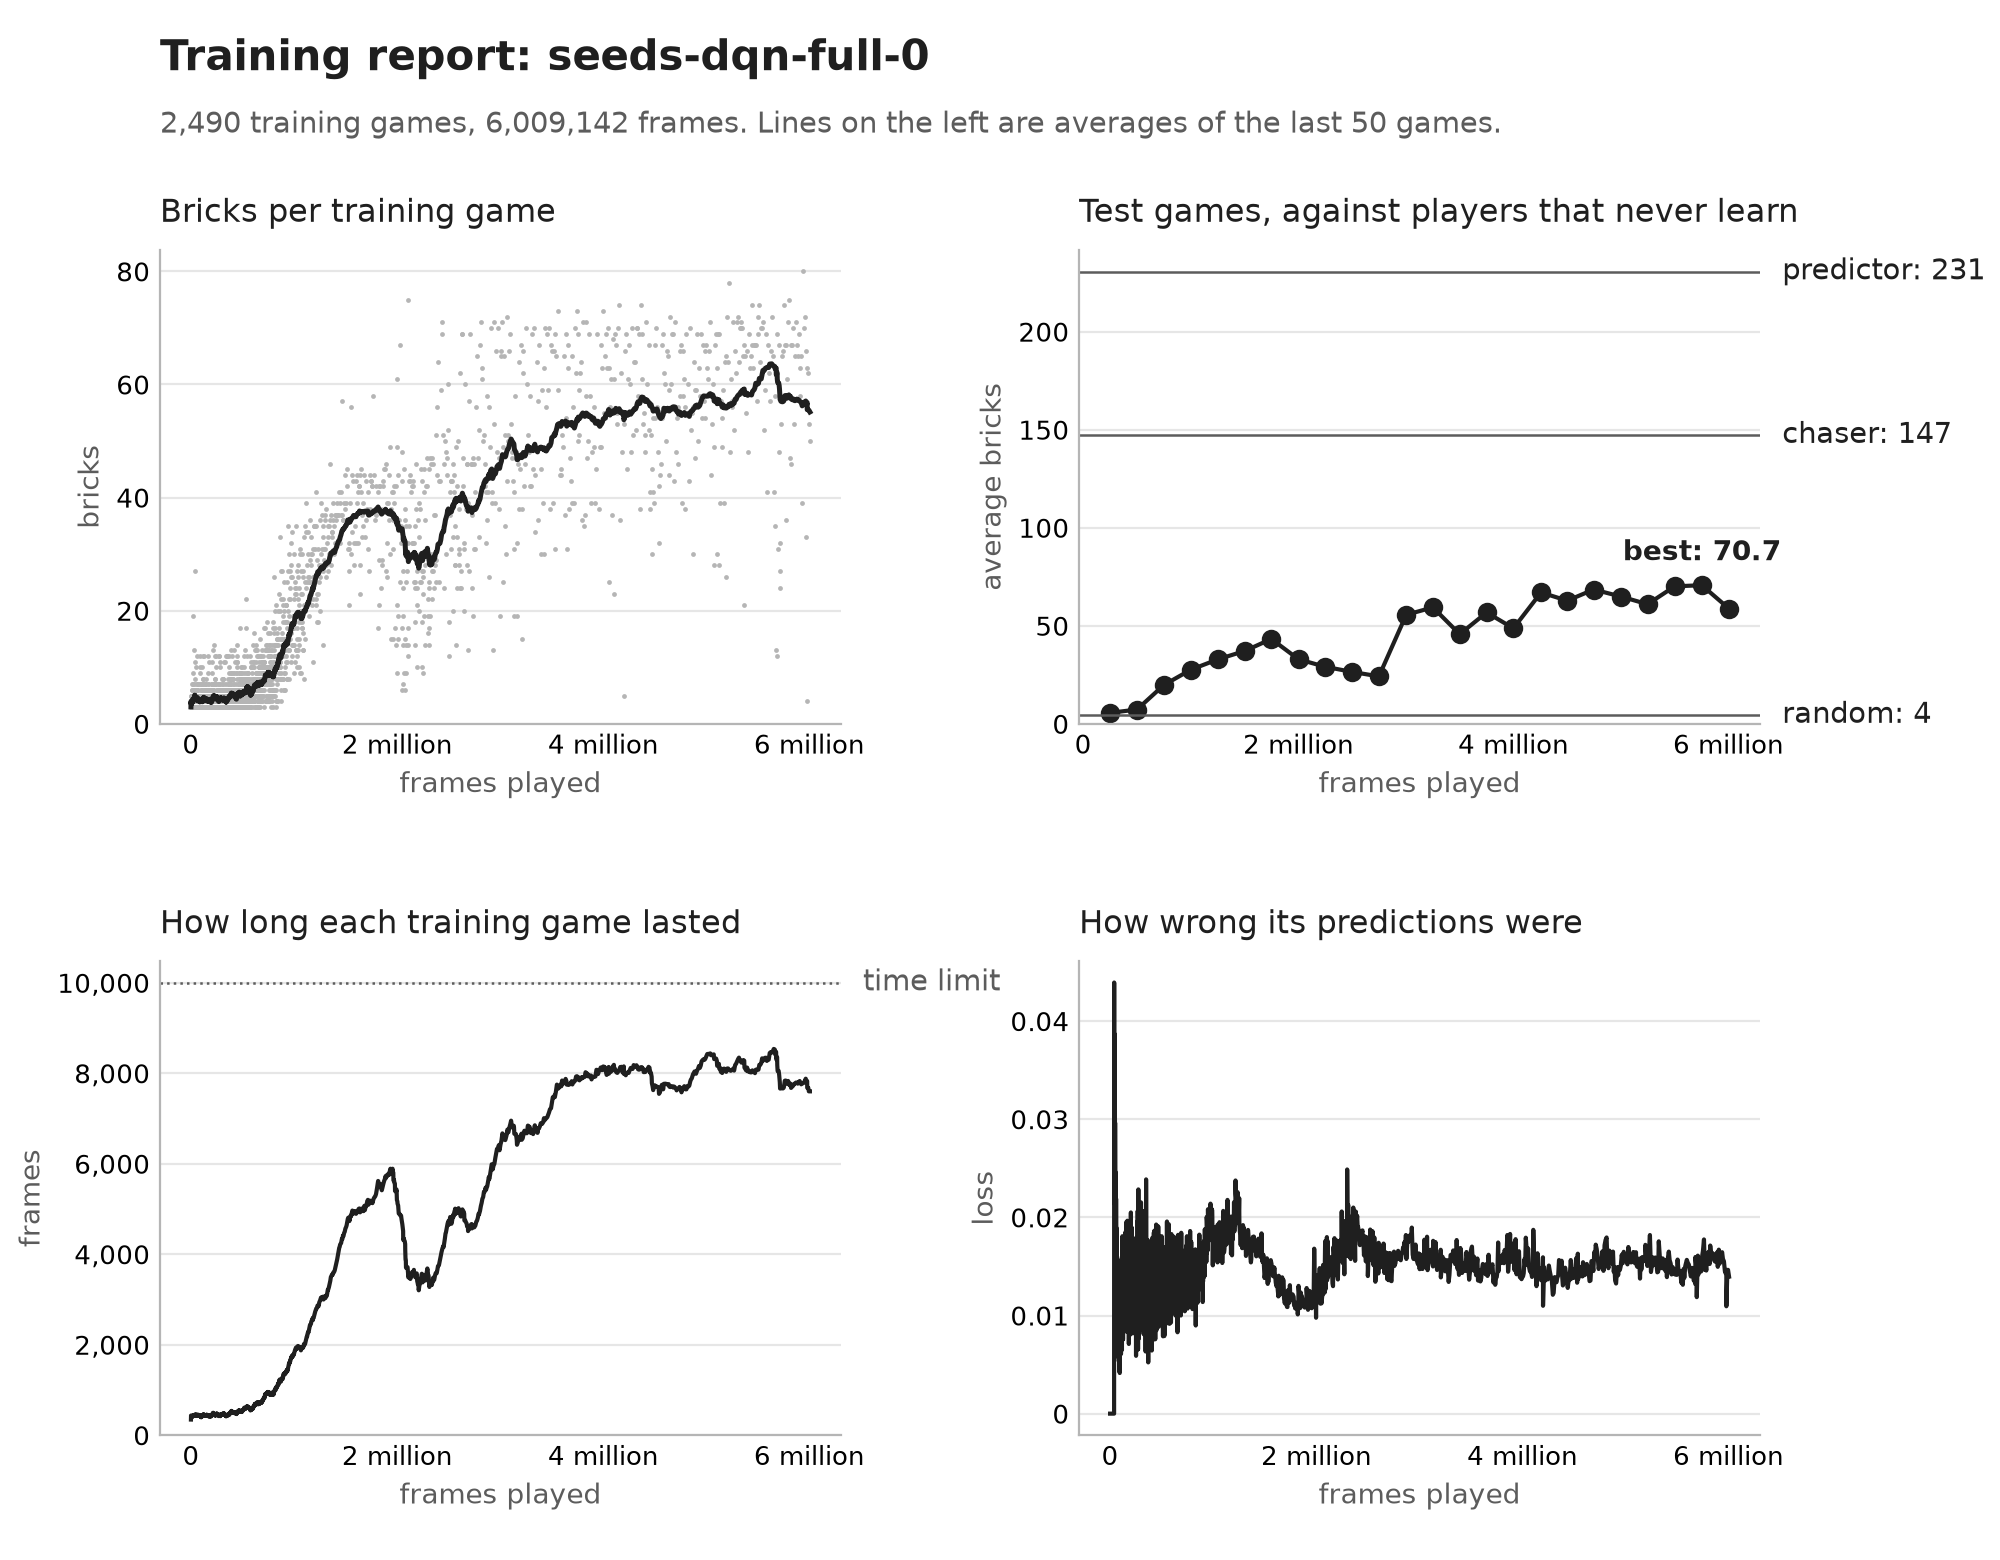 Training report: seeds-dqn-full-0
2,490 training games, 6,009,142 frames. Lines on the left are averages of the last 50 games.
Bricks per training game
80
60
40
20
0
bricks
0
2 million
4 million
6 million
frames played
Test games, against players that never learn
200
150
100
50
0
average bricks
predictor: 231
chaser: 147
best: 70.7
random: 4
0
2 million
4 million
6 million
frames played
How long each training game lasted
10,000
8,000
6,000
4,000
2,000
0
frames
time limit
0
2 million
4 million
6 million
frames played
How wrong its predictions were
0.04
0.03
0.02
0.01
0
loss
0
2 million
4 million
6 million
frames played